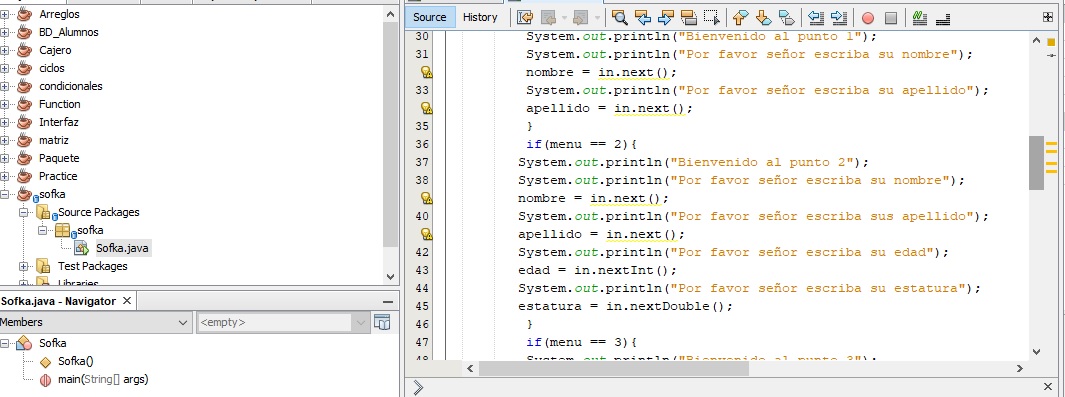 Arreglos
BD_Alumnos
Cajero
ciclos
condicionales
Function
Interfaz
matriz
Paquete
Practice
sofka
Source Packages
sofka
Sofka.java
Test Packages
Libraries
Sofka.java - Navigator ×
Members
<empty>
Sofka
Sofka()
main(String[] args)
Source History
30 System.out.println("Bienvenido al punto 1");
31 System.out.println("Por favor señor escriba su nombre");
nombre = in.next();
33 System.out.println("Por favor señor escriba su apellido");
apellido = in.next();
35 }
36 if(menu == 2){
37 System.out.println("Bienvenido al punto 2");
38 System.out.println("Por favor señor escriba su nombre");
nombre = in.next();
40 System.out.println("Por favor señor escriba sus apellido");
apellido = in.next();
42 System.out.println("Por favor señor escriba su edad");
43 edad = in.nextInt();
44 System.out.println("Por favor señor escriba su estatura");
45 estatura = in.nextDouble();
46 }
47 if(menu == 3){
48 System.out.println("Bienvenido al punto 3");